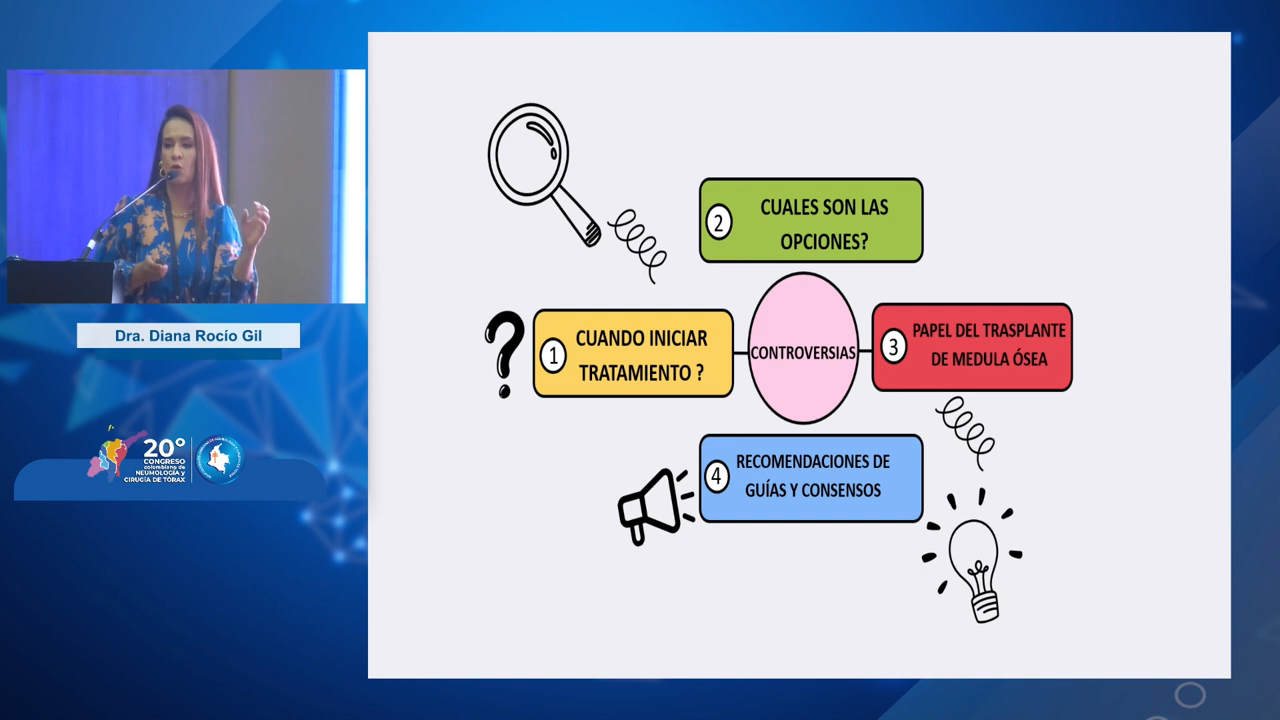 Dra. Diana Rocío Gil
20º
CONGRESO
colombiano de
NEUMOLOGÍA y
CIRUGÍA DE TÓRAX
2
CUALES SON LAS
OPCIONES?
1
CUANDO INICIAR
TRATAMIENTO ?
CONTROVERSIAS
3
PAPEL DEL TRASPLANTE
DE MEDULA ÓSEA
4
RECOMENDACIONES DE
GUÍAS Y CONSENSOS